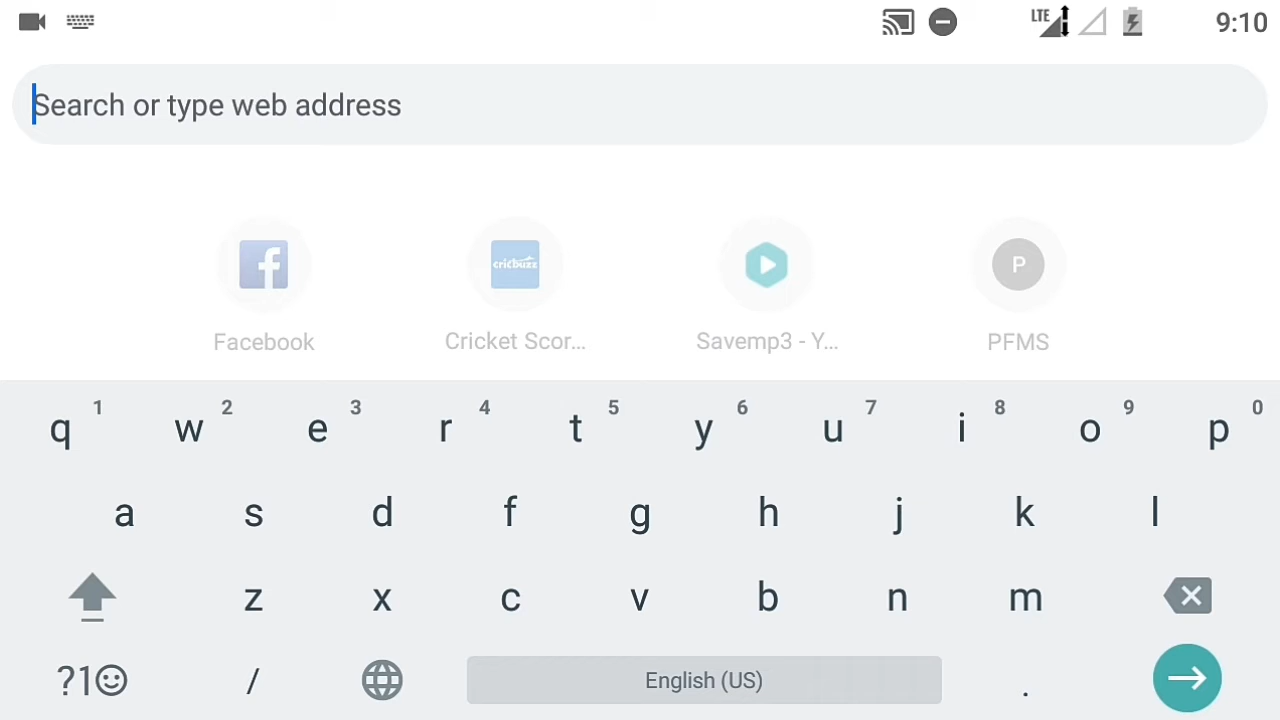 LTE 9:10
Search or type web address
cricbuzz P
Facebook Cricket Scor... Savemp3 - Y... PFMS
1 2 3 4 5 6 7 8 9 0
q w e r t y u i o p
a s d f g h j k l
z x c v b n m
?1☺ / English (US) .